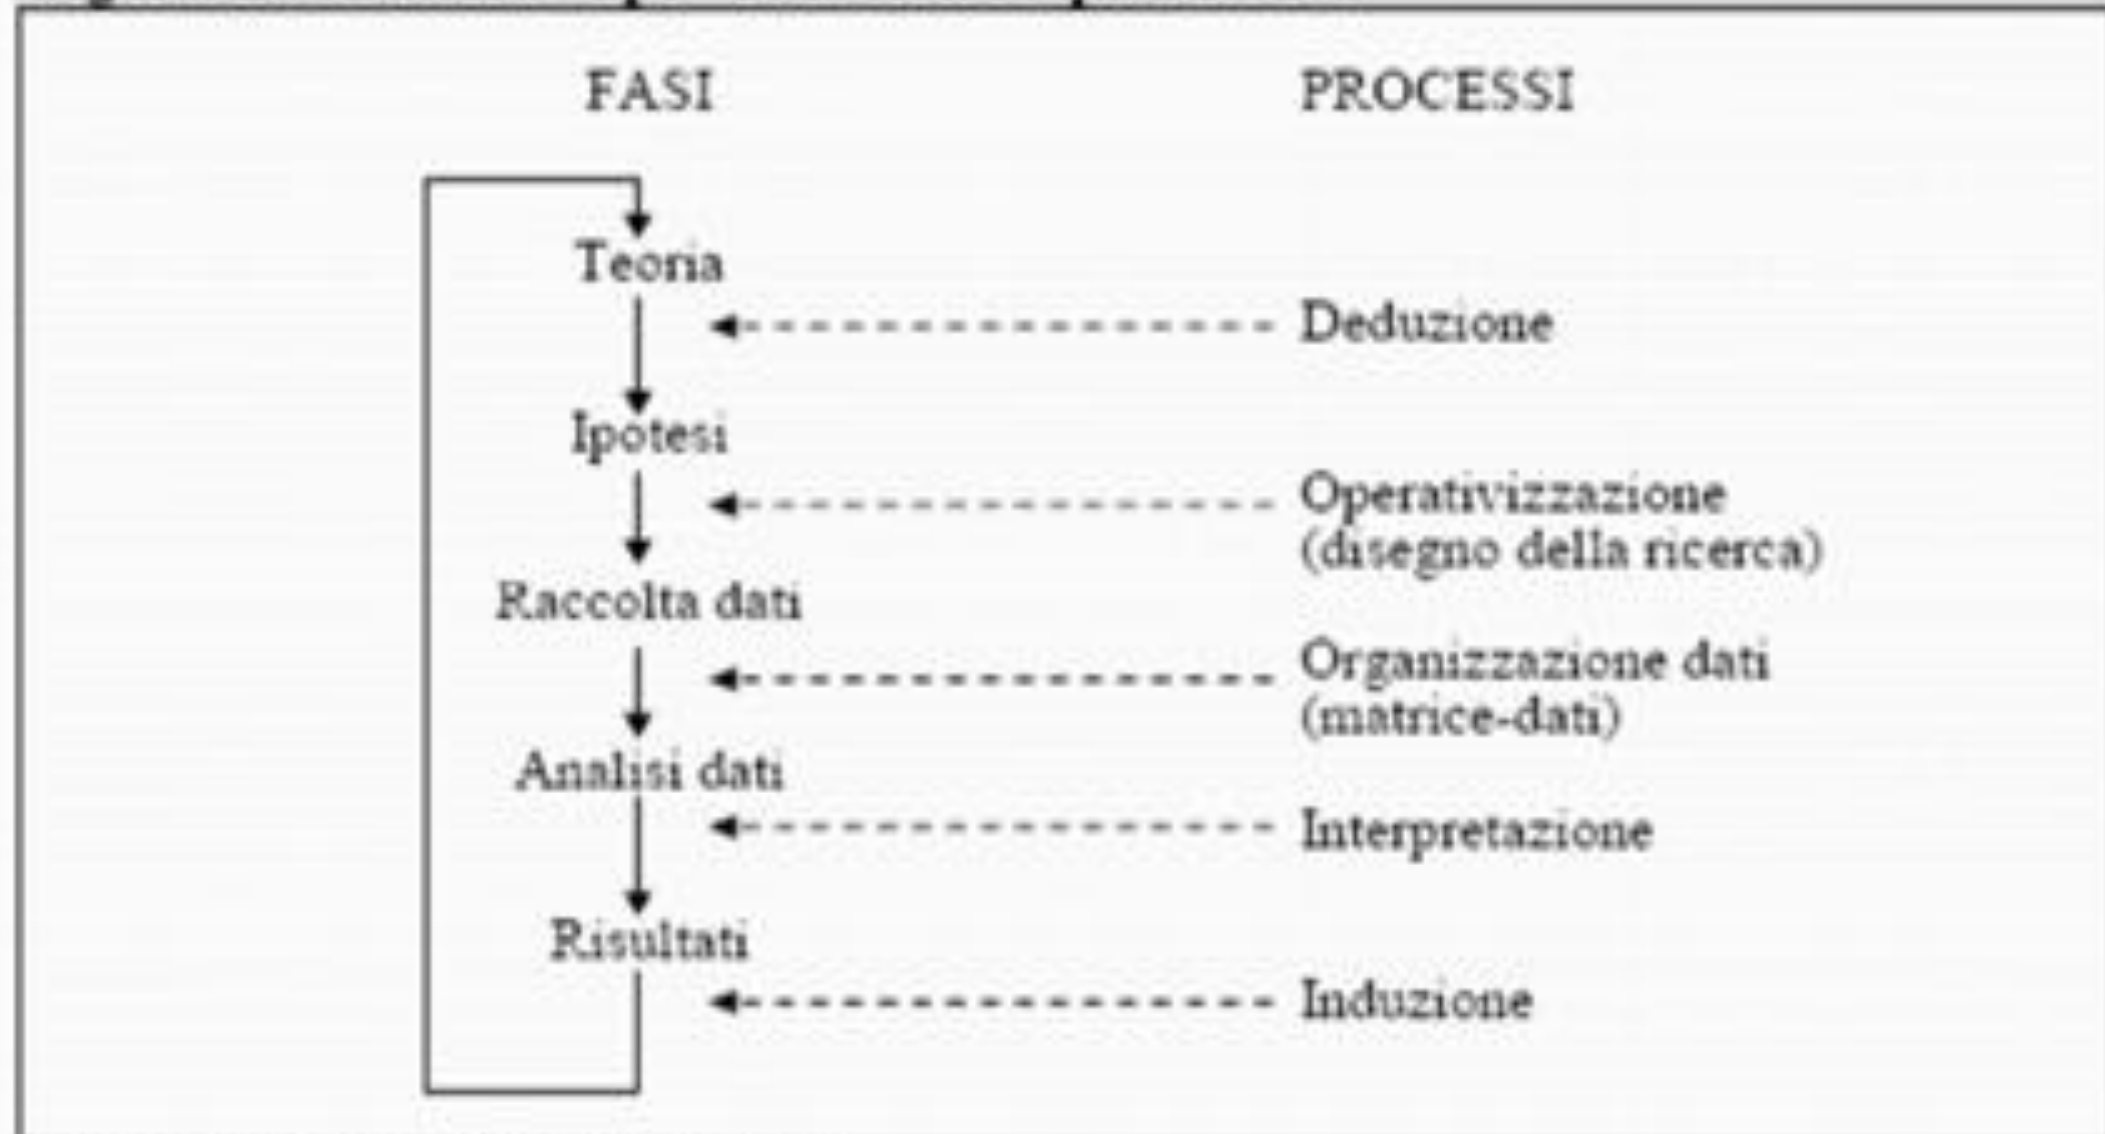 FASI
PROCESSI
Teoria
Deduzione
Ipotesi
Operativizzazione
(disegno della ricerca)
Raccolta dati
Organizzazione dati
(matrice-dati)
Analisi dati
Interpretazione
Risultati
Induzione